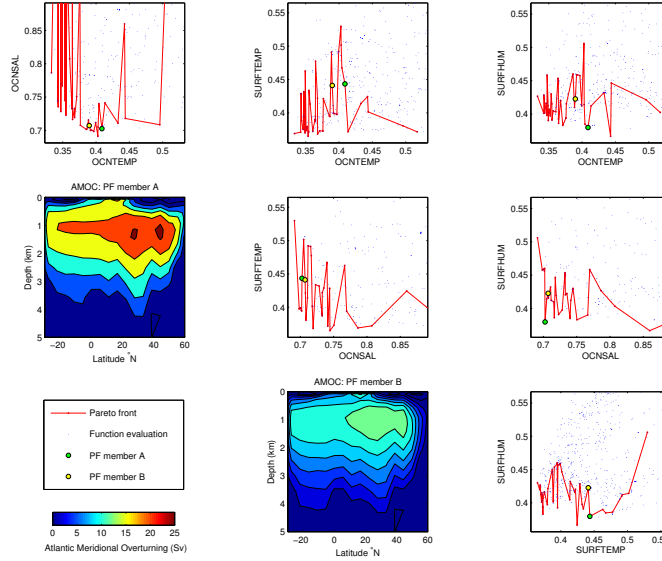 0.85
0.8
0.75
0.7
0.35 0.4 0.45 0.5
OCNTEMP
OCNSAL
0.55
0.5
0.45
0.4
0.35 0.4 0.45 0.5
OCNTEMP
SURFTEMP
0.55
0.5
0.45
0.4
0.35 0.4 0.45 0.5
OCNTEMP
SURFHUM
AMOC: PF member A
0
1
2
3
4
5
−20 0 20 40 60
Latitude °N
Depth (km)
0.55
0.5
0.45
0.4
0.7 0.75 0.8 0.85
OCNSAL
SURFTEMP
0.55
0.5
0.45
0.4
0.7 0.75 0.8 0.85
OCNSAL
SURFHUM
Pareto front
Function evaluation
PF member A
PF member B
0 5 10 15 20 25
Atlantic Meridional Overturning (Sv)
AMOC: PF member B
0
1
2
3
4
5
−20 0 20 40 60
Latitude °N
Depth (km)
0.55
0.5
0.45
0.4
0.4 0.45 0.5 0.55
SURFTEMP
SURFHUM